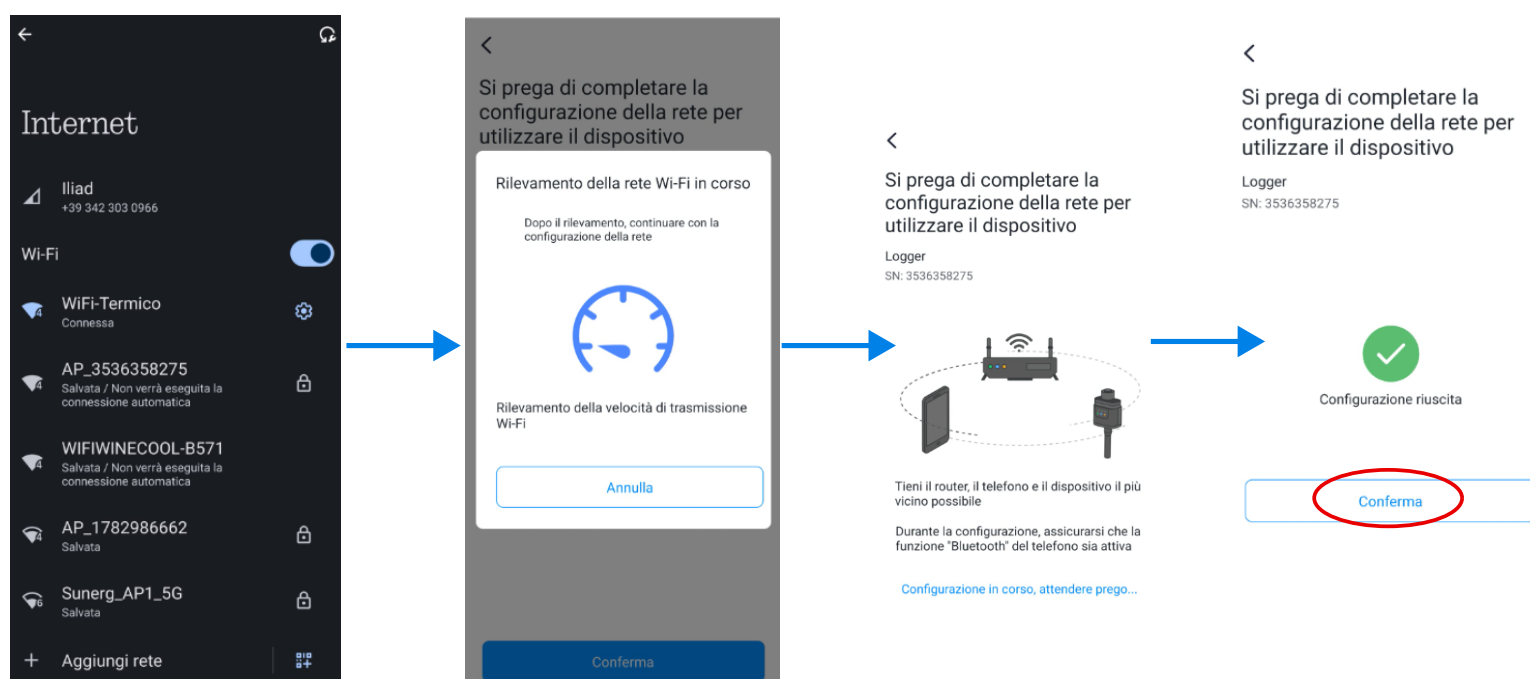 Internet
Iliad
+39 342 303 0966
Wi-Fi
WiFi-Termico
Connessa
AP_3536358275
Salvata / Non verrà eseguita la
connessione automatica
WIFIWINECOOL-B571
Salvata / Non verrà eseguita la
connessione automatica
AP_1782986662
Salvata
Sunerg_AP1_5G
Salvata
Aggiungi rete
Si prega di completare la
configurazione della rete per
utilizzare il dispositivo
Rilevamento della rete Wi-Fi in corso
Dopo il rilevamento, continuare con la
configurazione della rete
Rilevamento della velocità di trasmissione
Wi-Fi
Annulla
Conferma
Si prega di completare la
configurazione della rete per
utilizzare il dispositivo
Logger
SN: 3536358275
Tieni il router, il telefono e il dispositivo il più
vicino possibile
Durante la configurazione, assicurarsi che la
funzione "Bluetooth" del telefono sia attiva
Configurazione in corso, attendere prego...
Si prega di completare la
configurazione della rete per
utilizzare il dispositivo
Logger
SN: 3536358275
Configurazione riuscita
Conferma